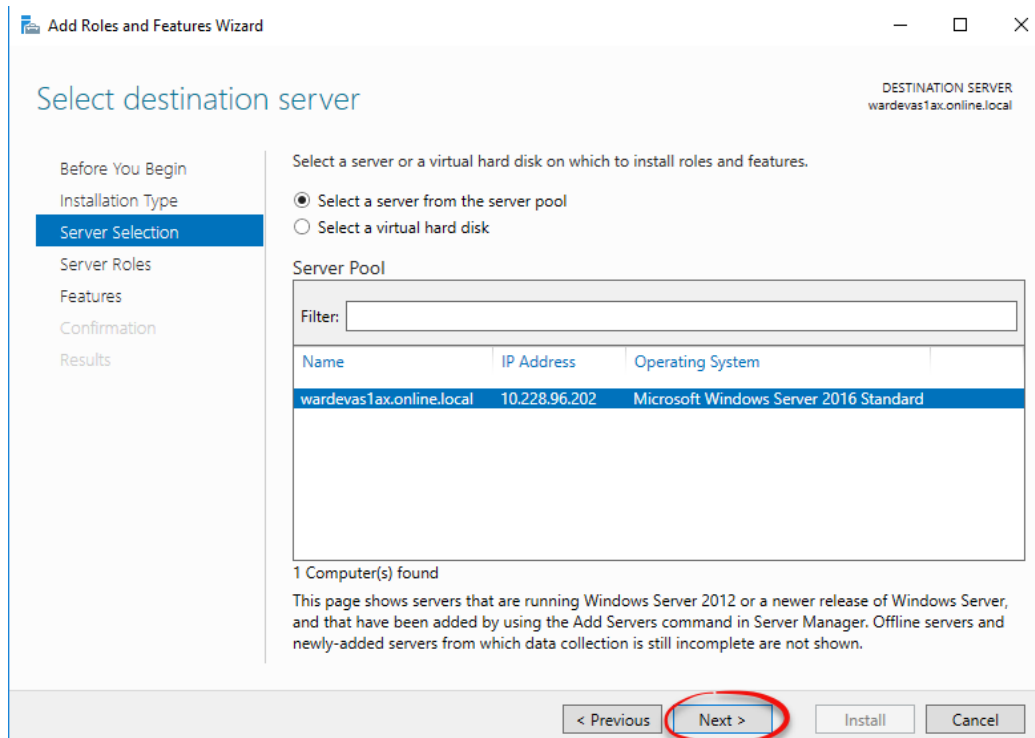 Add Roles and Features Wizard
Select destination server
DESTINATION SERVER
wardevas1ax.online.local
Before You Begin
Installation Type
Server Selection
Server Roles
Features
Confirmation
Results
Select a server or a virtual hard disk on which to install roles and features.
Select a server from the server pool
Select a virtual hard disk
Server Pool
Filter:
Name IP Address Operating System
wardevas1ax.online.local 10.228.96.202 Microsoft Windows Server 2016 Standard
1 Computer(s) found
This page shows servers that are running Windows Server 2012 or a newer release of Windows Server,
and that have been added by using the Add Servers command in Server Manager. Offline servers and
newly-added servers from which data collection is still incomplete are not shown.
< Previous Next > Install Cancel